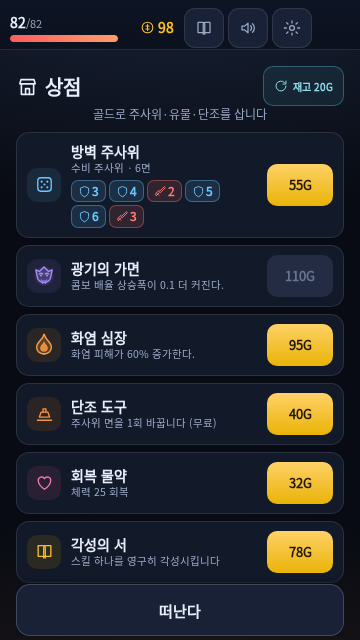 82/82 98
상점
재고 20G
골드로 주사위·유물·단조를 삽니다
방벽 주사위
수비 주사위 · 6면
3 4 2 5
6 3
55G
광기의 가면
콤보 배율 상승폭이 0.1 더 커진다.
110G
화염 심장
화염 피해가 60% 증가한다.
95G
단조 도구
주사위 면을 1회 바꿉니다 (무료)
40G
회복 물약
체력 25 회복
32G
각성의 서
스킬 하나를 영구히 각성시킵니다
78G
떠난다